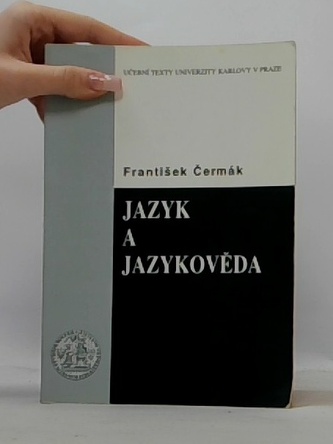 UČEBNÍ TEXTY UNIVERZITY KARLOVY V PRAZE
František Čermák
JAZYK
A
JAZYKOVĚDA